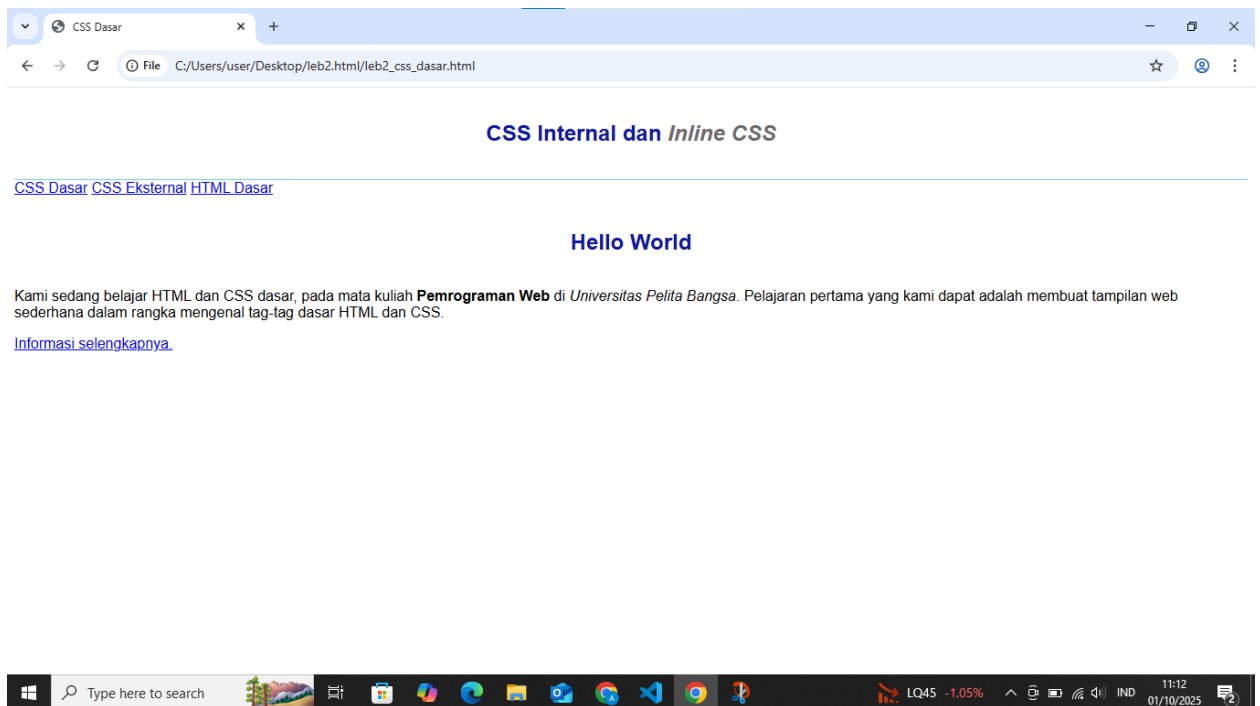 CSS Dasar
File C:/Users/user/Desktop/leb2.html/leb2_css_dasar.html
CSS Internal dan Inline CSS
CSS Dasar CSS Eksternal HTML Dasar
Hello World
Kami sedang belajar HTML dan CSS dasar, pada mata kuliah Pemrograman Web di Universitas Pelita Bangsa. Pelajaran pertama yang kami dapat adalah membuat tampilan web
sederhana dalam rangka mengenal tag-tag dasar HTML dan CSS.
Informasi selengkapnya.
Type here to search
LQ45 -1,05%
IND
11:12
01/10/2025
2